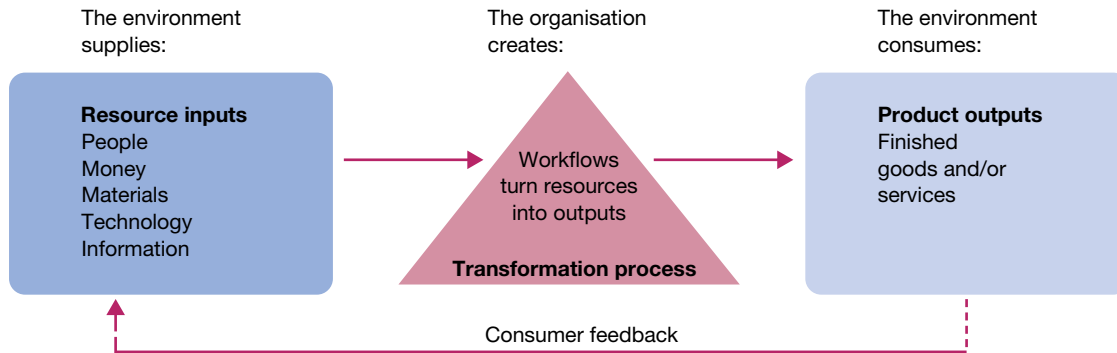 The environment
supplies:
The organisation
creates:
The environment
consumes:
Resource inputs
People
Money
Materials
Technology
Information
Workflows
turn resources
into outputs
Transformation process
Product outputs
Finished
goods and/or
services
Consumer feedback